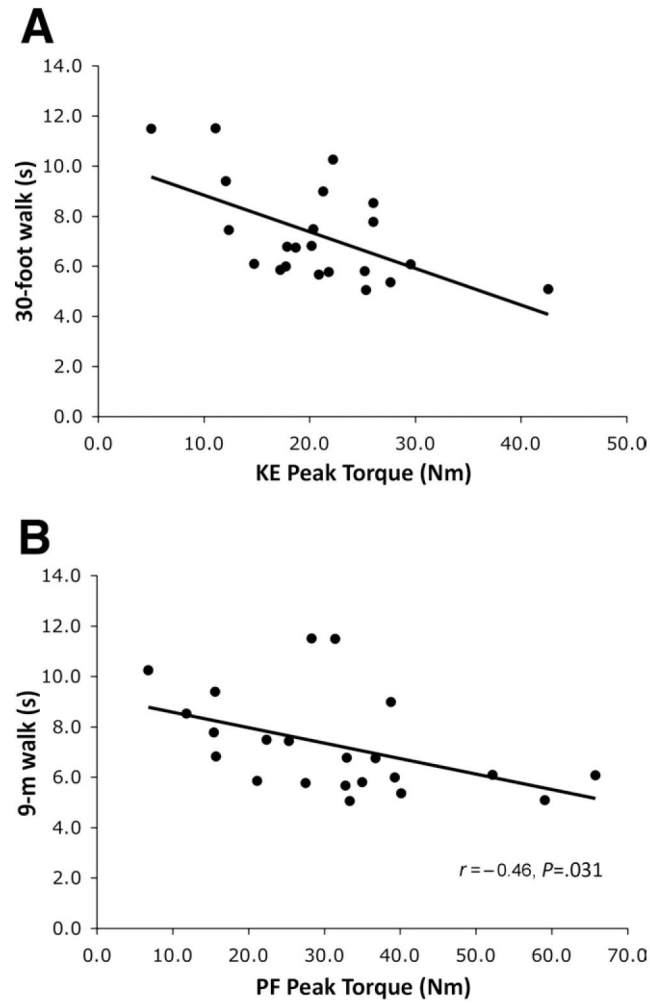 A
14.0
12.0
10.0
8.0
6.0
4.0
2.0
0.0
30-foot walk (s)
0.0 10.0 20.0 30.0 40.0 50.0
KE Peak Torque (Nm)
B
14.0
12.0
10.0
8.0
6.0
4.0
2.0
0.0
9-m walk (s)
r = −0.46, P=.031
0.0 10.0 20.0 30.0 40.0 50.0 60.0 70.0
PF Peak Torque (Nm)